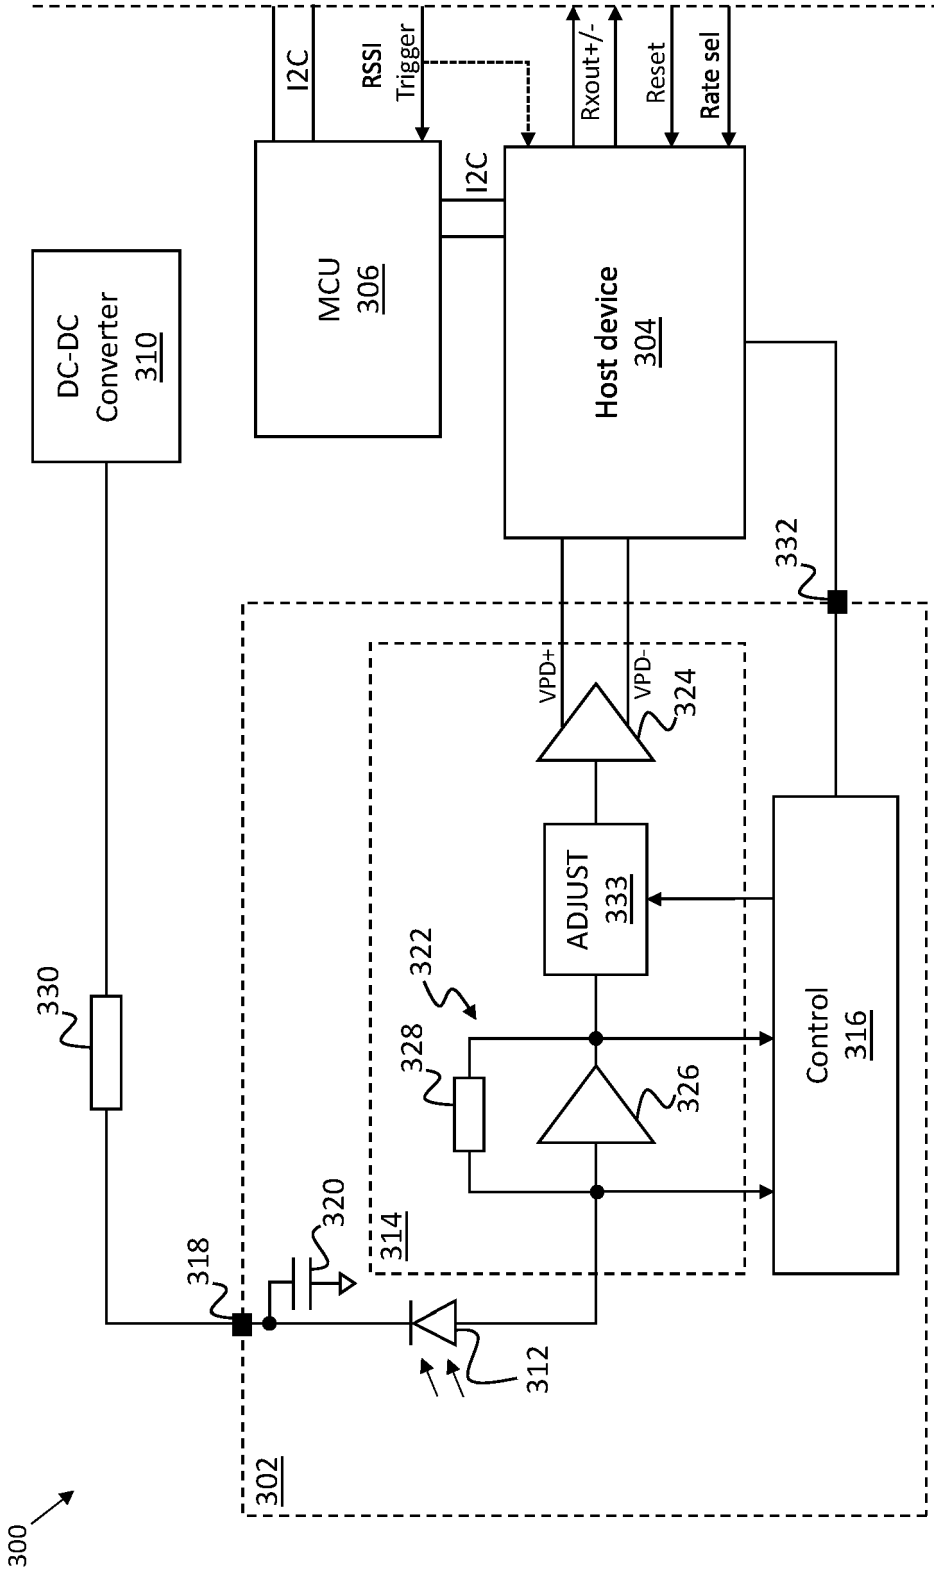 300
302
318
330
DC-DC
Converter
310
320
312
314
322
328
326
ADJUST
333
VPD+
VPD-
324
Control
316
332
MCU
306
I2C
Host device
304
I2C
RSSI
Trigger
Rxout+/-
Reset
Rate sel